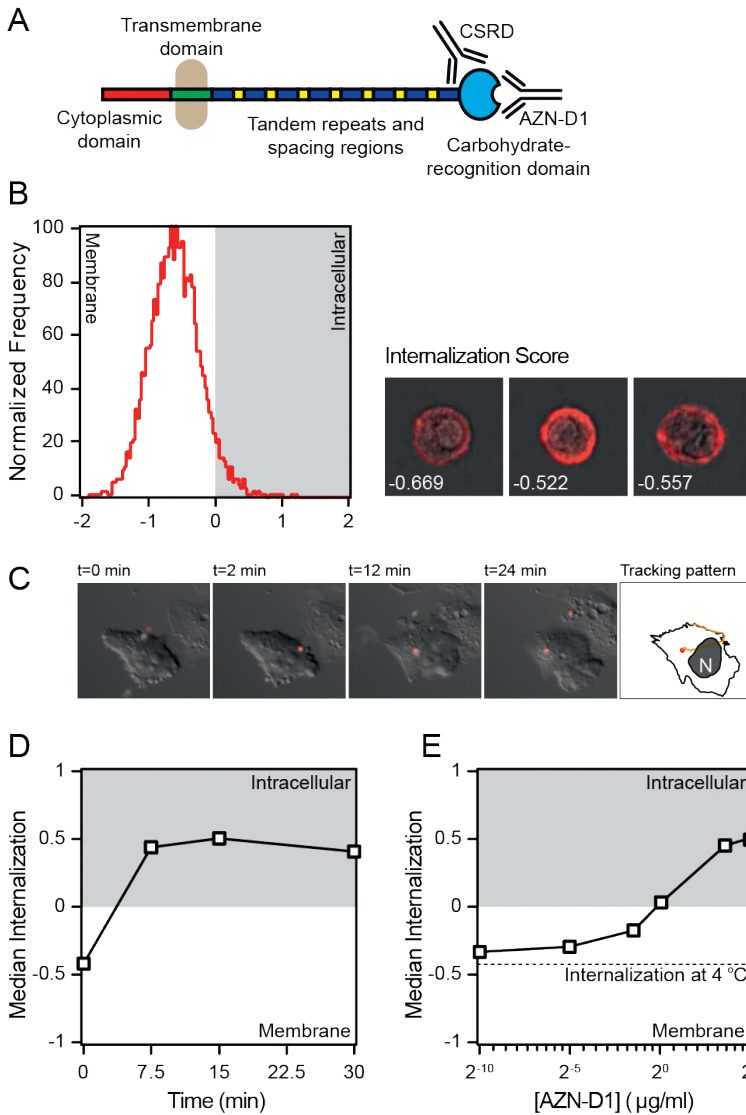 A
Transmembrane
domain
CSRD
Cytoplasmic
domain
Tandem repeats and
spacing regions
AZN-D1
Carbohydrate-
recognition domain
B
Normalized Frequency
100
80
60
40
20
0
Membrane
Intracellular
-2
-1
0
1
2
Internalization Score
-0.669
-0.522
-0.557
C
t=0 min
t=2 min
t=12 min
t=24 min
Tracking pattern
N
D
Median Internalization
1
0.5
0
-0.5
-1
Intracellular
Membrane
0
7.5
15
22.5
30
Time (min)
E
Median Internalization
1
0.5
0
-0.5
-1
Intracellular
Internalization at 4 °C
Membrane
2⁻¹⁰
2⁻⁵
2⁰
2
[AZN-D1] (µg/ml)